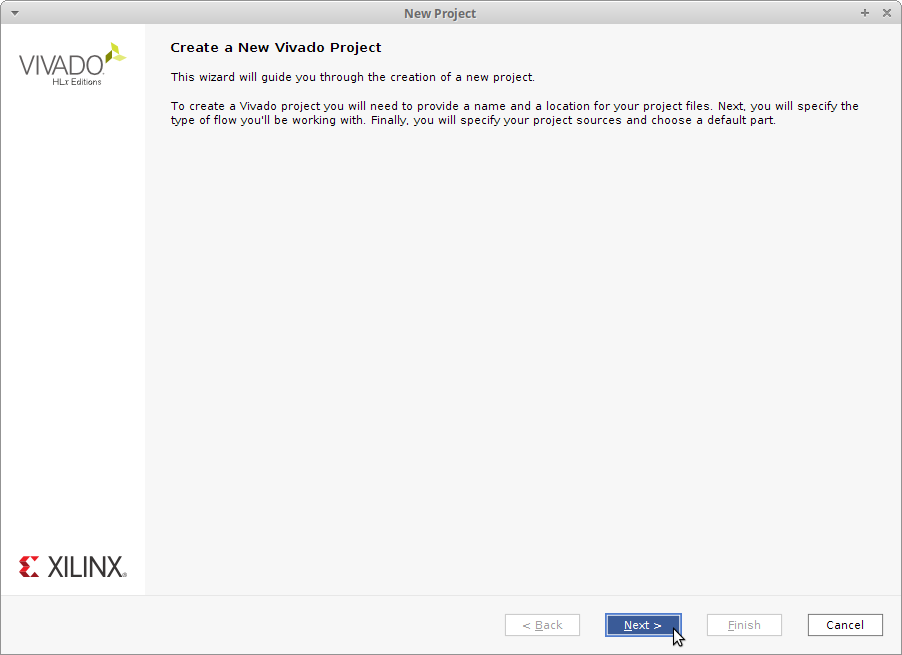 New Project
VIVADO
HLx Editions
Create a New Vivado Project
This wizard will guide you through the creation of a new project.
To create a Vivado project you will need to provide a name and a location for your project files. Next, you will specify the
type of flow you'll be working with. Finally, you will specify your project sources and choose a default part.
XILINX
< Back
Next >
Finish
Cancel